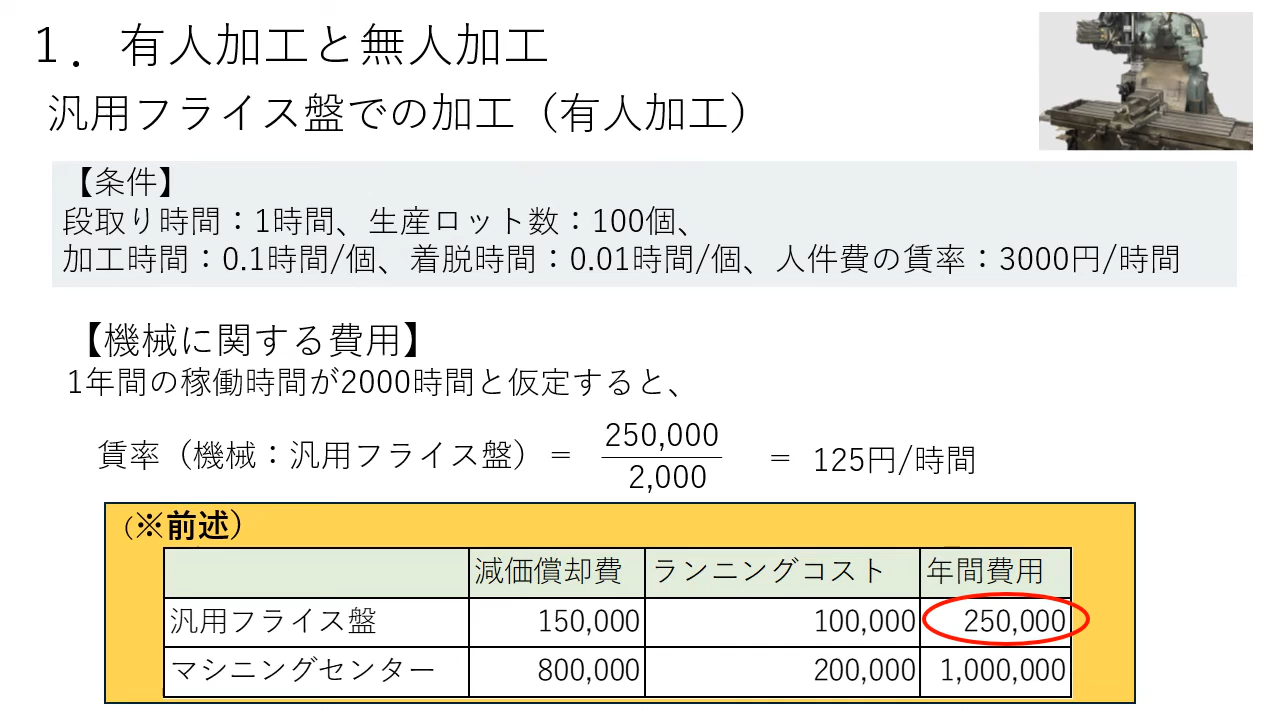 1．有人加工と無人加工
汎用フライス盤での加工（有人加工）
【条件】
段取り時間：1時間、生産ロット数：100個、
加工時間：0.1時間/個、着脱時間：0.01時間/個、人件費の賃率：3000円/時間
【機械に関する費用】
1年間の稼働時間が2000時間と仮定すると、
賃率（機械：汎用フライス盤）＝ 250,000 / 2,000 ＝ 125円/時間
(※前述）
減価償却費 ランニングコスト 年間費用
汎用フライス盤 150,000 100,000 250,000
マシニングセンター 800,000 200,000 1,000,000